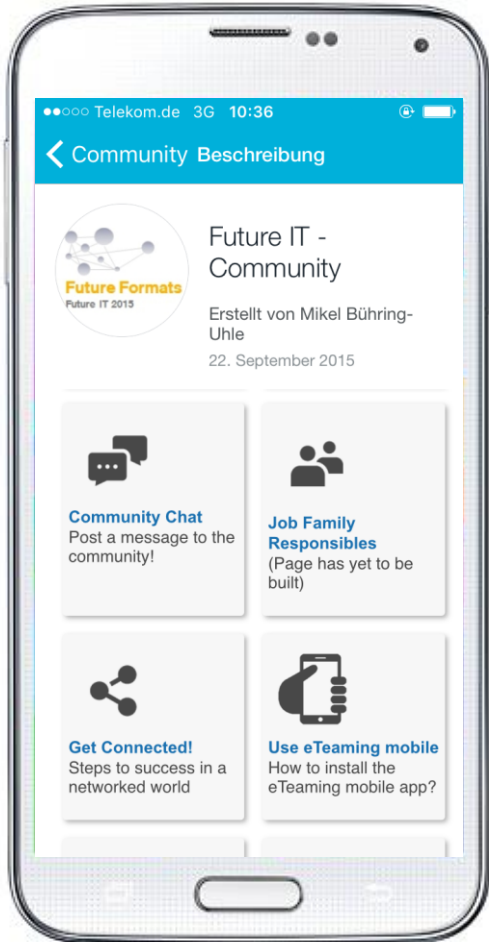 Telekom.de 3G 10:36
Community Beschreibung
Future Formats
Future IT 2015
Future IT -
Community
Erstellt von Mikel Bühring-
Uhle
22. September 2015
Community Chat
Post a message to the
community!
Job Family
Responsibles
(Page has yet to be
built)
Get Connected!
Steps to success in a
networked world
Use eTeaming mobile
How to install the
eTeaming mobile app?